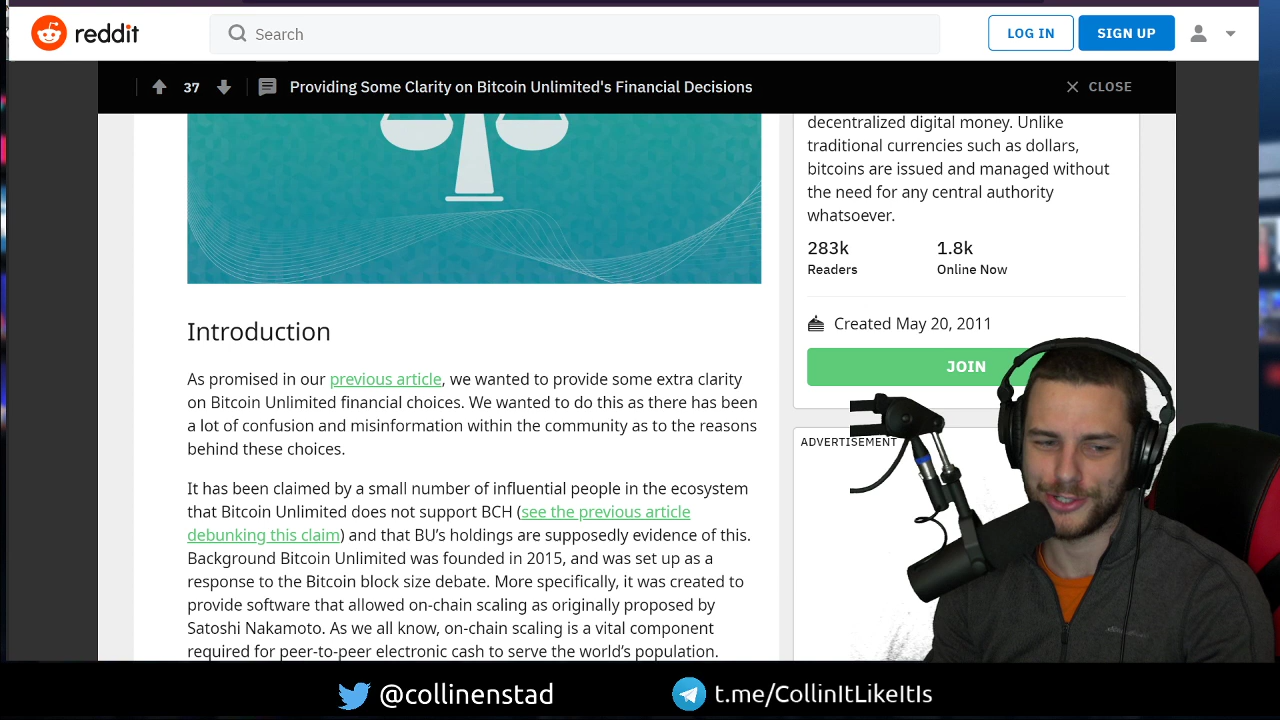 reddit
Search
LOG IN
SIGN UP
37
Providing Some Clarity on Bitcoin Unlimited's Financial Decisions
CLOSE
decentralized digital money. Unlike
traditional currencies such as dollars,
bitcoins are issued and managed without
the need for any central authority
whatsoever.
283k
1.8k
Readers
Online Now
Created May 20, 2011
JOIN
ADVERTISEMENT
Introduction
As promised in our previous article, we wanted to provide some extra clarity
on Bitcoin Unlimited financial choices. We wanted to do this as there has been
a lot of confusion and misinformation within the community as to the reasons
behind these choices.
It has been claimed by a small number of influential people in the ecosystem
that Bitcoin Unlimited does not support BCH (see the previous article
debunking this claim) and that BU's holdings are supposedly evidence of this.
Background Bitcoin Unlimited was founded in 2015, and was set up as a
response to the Bitcoin block size debate. More specifically, it was created to
provide software that allowed on-chain scaling as originally proposed by
Satoshi Nakamoto. As we all know, on-chain scaling is a vital component
required for peer-to-peer electronic cash to serve the world's population.
@collinenstad
t.me/CollinItLikeItIs